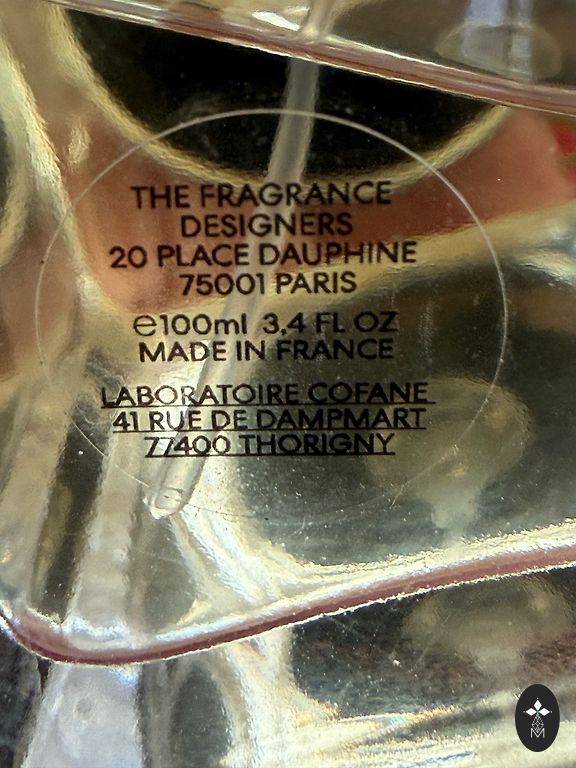 THE FRAGRANCE
DESIGNERS
20 PLACE DAUPHINE
75001 PARIS
℮100ml 3,4 FL OZ
MADE IN FRANCE
LABORATOIRE COFANE
41 RUE DE DAMPMART
77400 THORIGNY
M